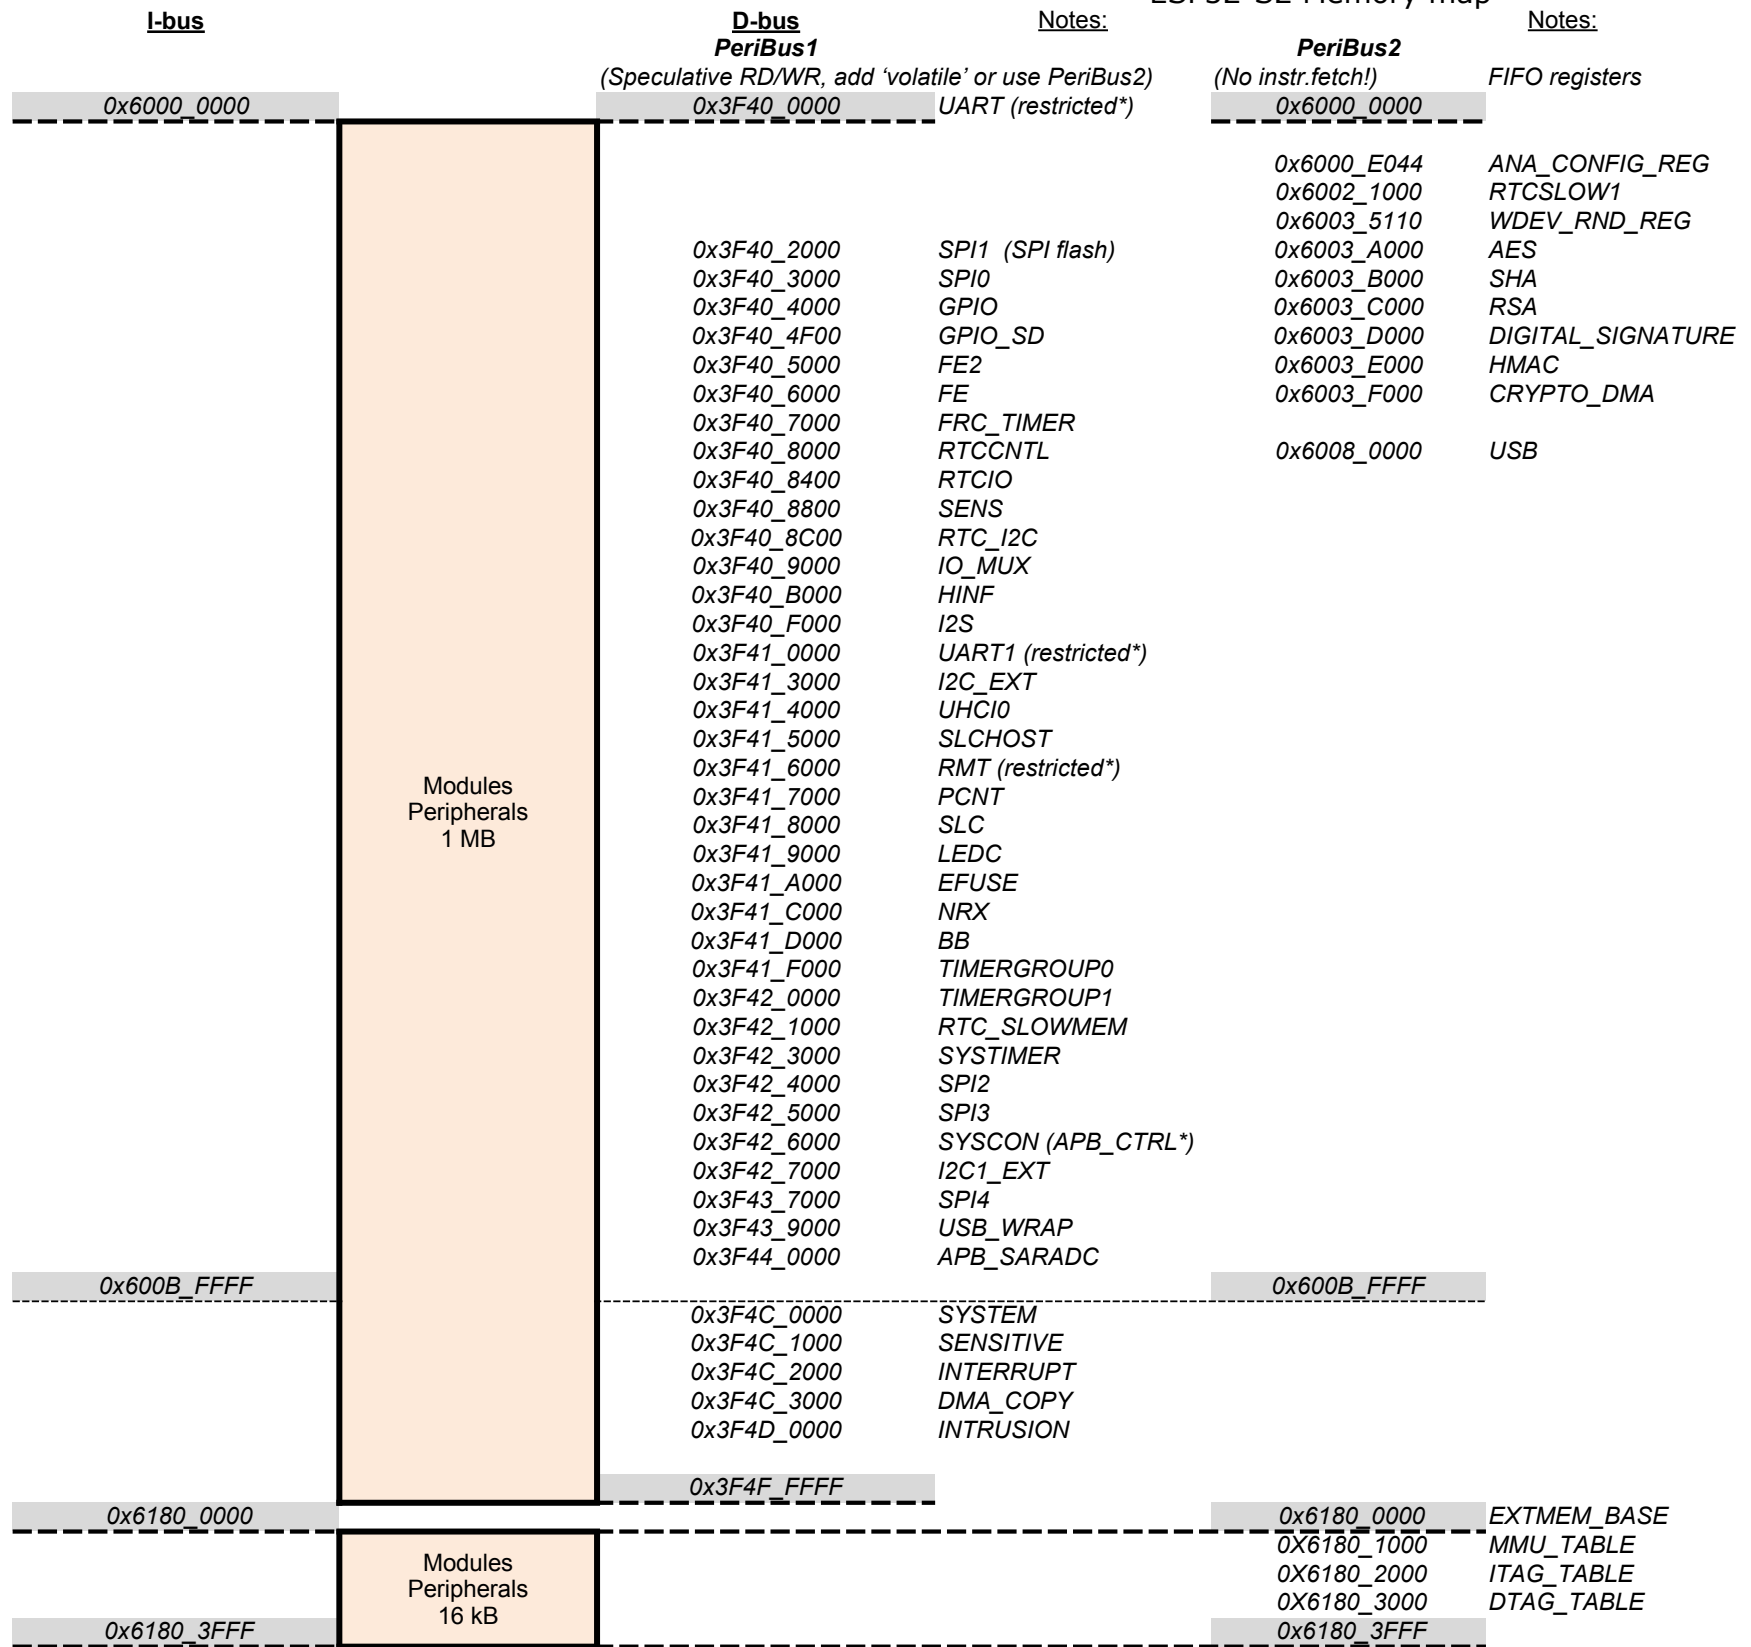 I-bus D-bus Notes: Notes:
PeriBus1 PeriBus2
(Speculative RD/WR, add ‘volatile’ or use PeriBus2) (No instr.fetch!) FIFO registers
0x6000_0000 0x3F40_0000 UART (restricted*) 0x6000_0000
0x6000_E044 ANA_CONFIG_REG
0x6002_1000 RTCSLOW1
0x6003_5110 WDEV_RND_REG
0x3F40_2000 SPI1 (SPI flash) 0x6003_A000 AES
0x3F40_3000 SPI0 0x6003_B000 SHA
0x3F40_4000 GPIO 0x6003_C000 RSA
0x3F40_4F00 GPIO_SD 0x6003_D000 DIGITAL_SIGNATURE
0x3F40_5000 FE2 0x6003_E000 HMAC
0x3F40_6000 FE 0x6003_F000 CRYPTO_DMA
0x3F40_7000 FRC_TIMER
0x3F40_8000 RTCCNTL 0x6008_0000 USB
0x3F40_8400 RTCIO
0x3F40_8800 SENS
0x3F40_8C00 RTC_I2C
0x3F40_9000 IO_MUX
0x3F40_B000 HINF
0x3F40_F000 I2S
0x3F41_0000 UART1 (restricted*)
0x3F41_3000 I2C_EXT
0x3F41_4000 UHCI0
0x3F41_5000 SLCHOST
0x3F41_6000 RMT (restricted*)
Modules
0x3F41_7000 PCNT
Peripherals
0x3F41_8000 SLC
1 MB
0x3F41_9000 LEDC
0x3F41_A000 EFUSE
0x3F41_C000 NRX
0x3F41_D000 BB
0x3F41_F000 TIMERGROUP0
0x3F42_0000 TIMERGROUP1
0x3F42_1000 RTC_SLOWMEM
0x3F42_3000 SYSTIMER
0x3F42_4000 SPI2
0x3F42_5000 SPI3
0x3F42_6000 SYSCON (APB_CTRL*)
0x3F42_7000 I2C1_EXT
0x3F43_7000 SPI4
0x3F43_9000 USB_WRAP
0x3F44_0000 APB_SARADC
0x600B_FFFF 0x600B_FFFF
0x3F4C_0000 SYSTEM
0x3F4C_1000 SENSITIVE
0x3F4C_2000 INTERRUPT
0x3F4C_3000 DMA_COPY
0x3F4D_0000 INTRUSION
0x3F4F_FFFF
0x6180_0000 0x6180_0000 EXTMEM_BASE
0X6180_1000 MMU_TABLE
Modules
0X6180_2000 ITAG_TABLE
Peripherals
0X6180_3000 DTAG_TABLE
16 kB
0x6180_3FFF 0x6180_3FFF